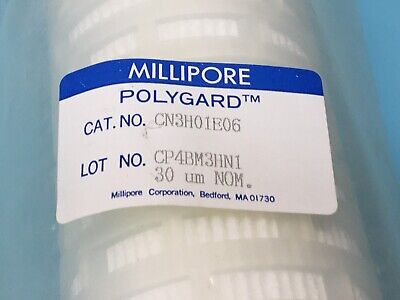 MILLIPORE
POLYGARD™
CAT. NO. CN3H01E06
LOT NO. CP4BM3HN1
30 um NOM.
Millipore Corporation, Bedford, MA 01730